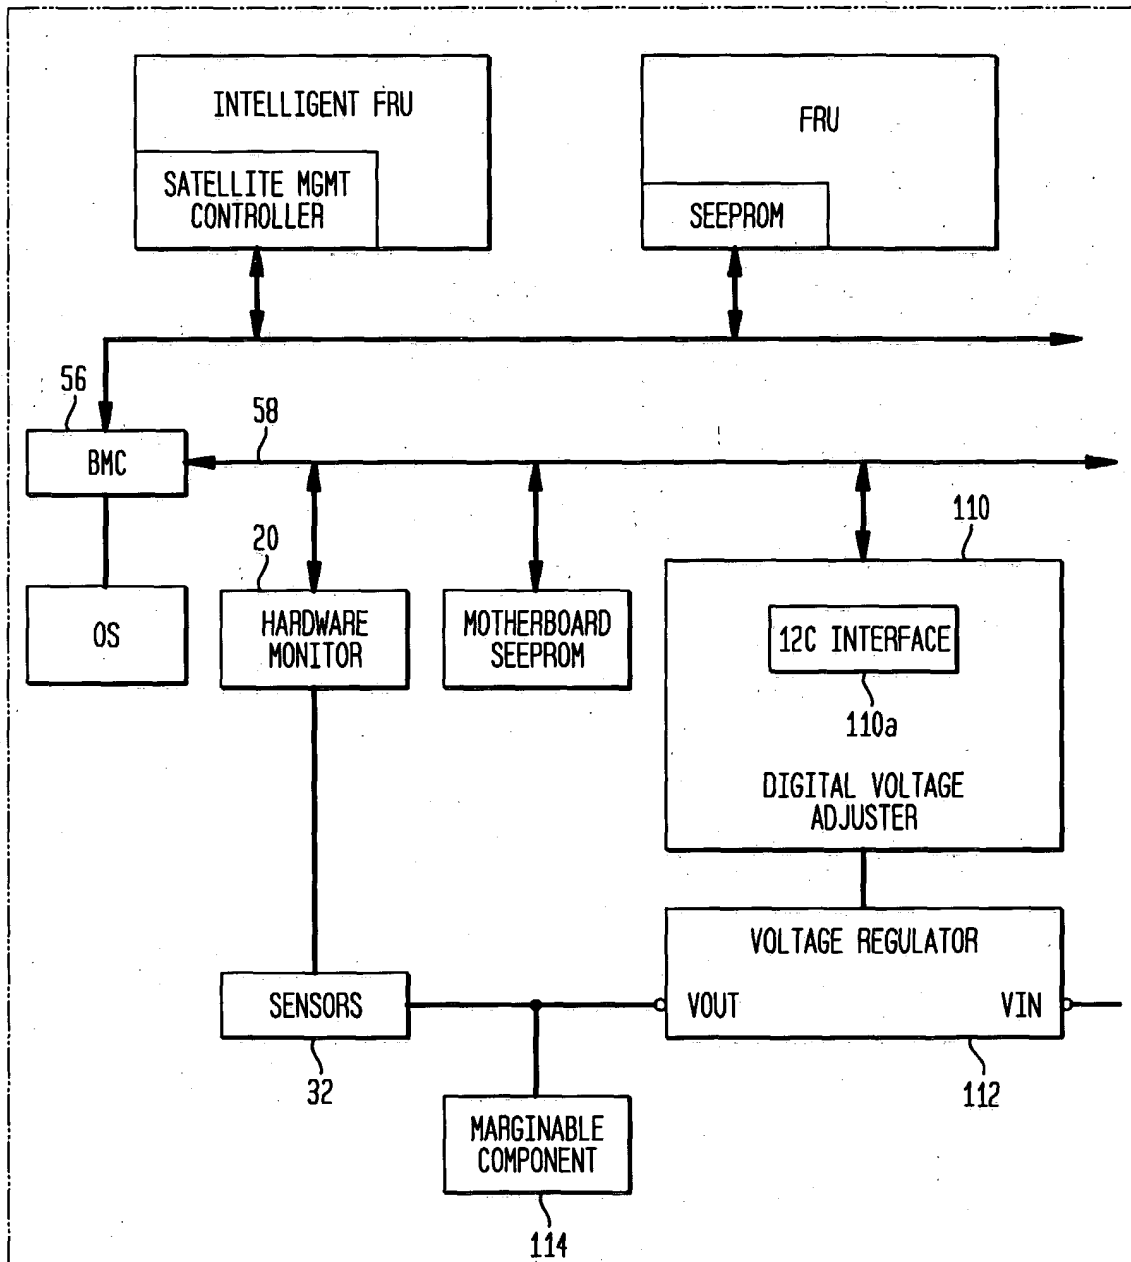 INTELLIGENT FRU
SATELLITE MGMT
CONTROLLER
FRU
SEEPROM
56
BMC
58
OS
20
HARDWARE
MONITOR
MOTHERBOARD
SEEPROM
110
12C INTERFACE
110a
DIGITAL VOLTAGE
ADJUSTER
VOLTAGE REGULATOR
VOUT
VIN
112
SENSORS
32
MARGINABLE
COMPONENT
114